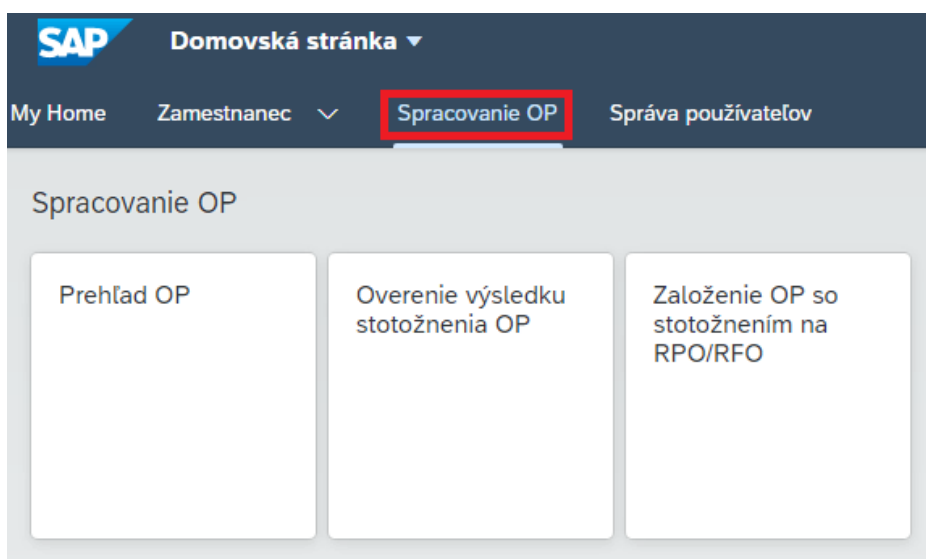 SAP Domovská stránka
My Home Zamestnanec Spracovanie OP Správa používateľov
Spracovanie OP
Prehľad OP
Overenie výsledku
stotožnenia OP
Založenie OP so
stotožnením na
RPO/RFO